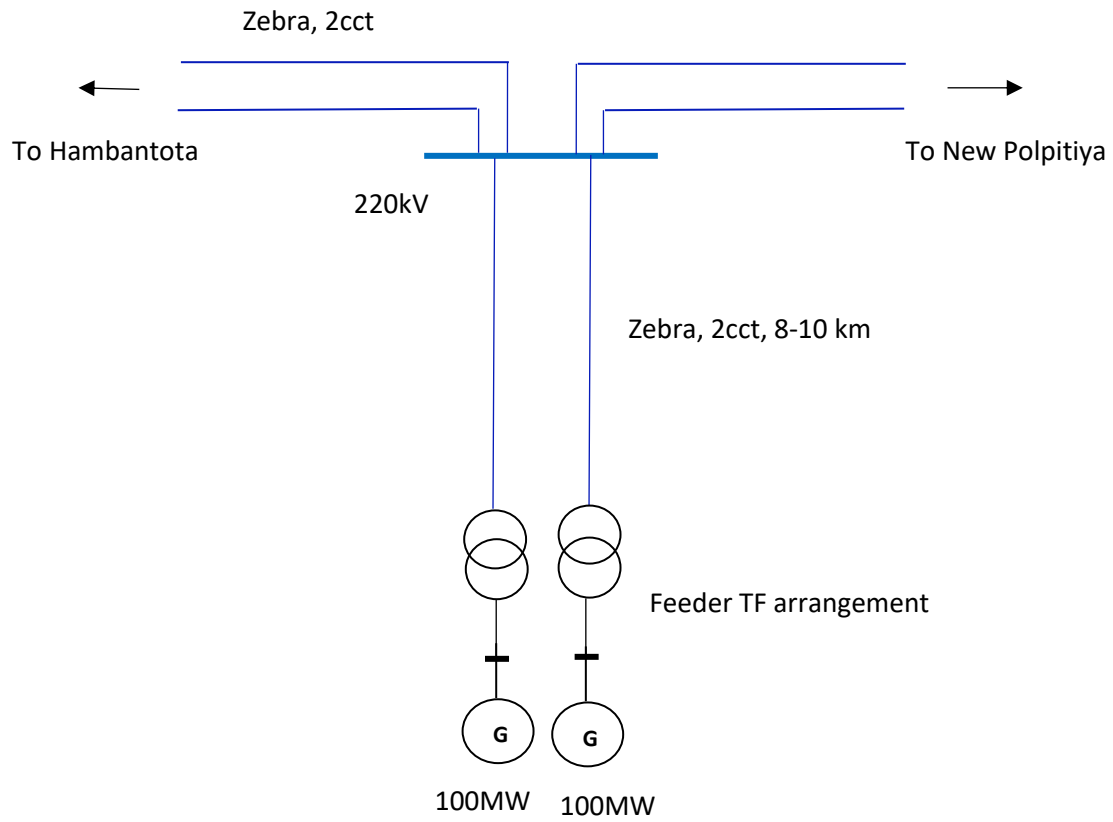 Zebra, 2cct
To Hambantota
To New Polpitiya
220kV
Zebra, 2cct, 8-10 km
Feeder TF arrangement
G
G
100MW
100MW